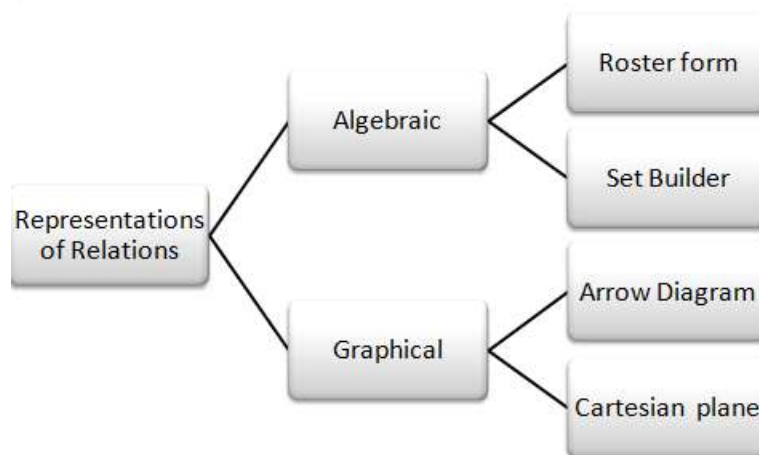 Representations
of Relations
Algebraic
Roster form
Set Builder
Graphical
Arrow Diagram
Cartesian plane